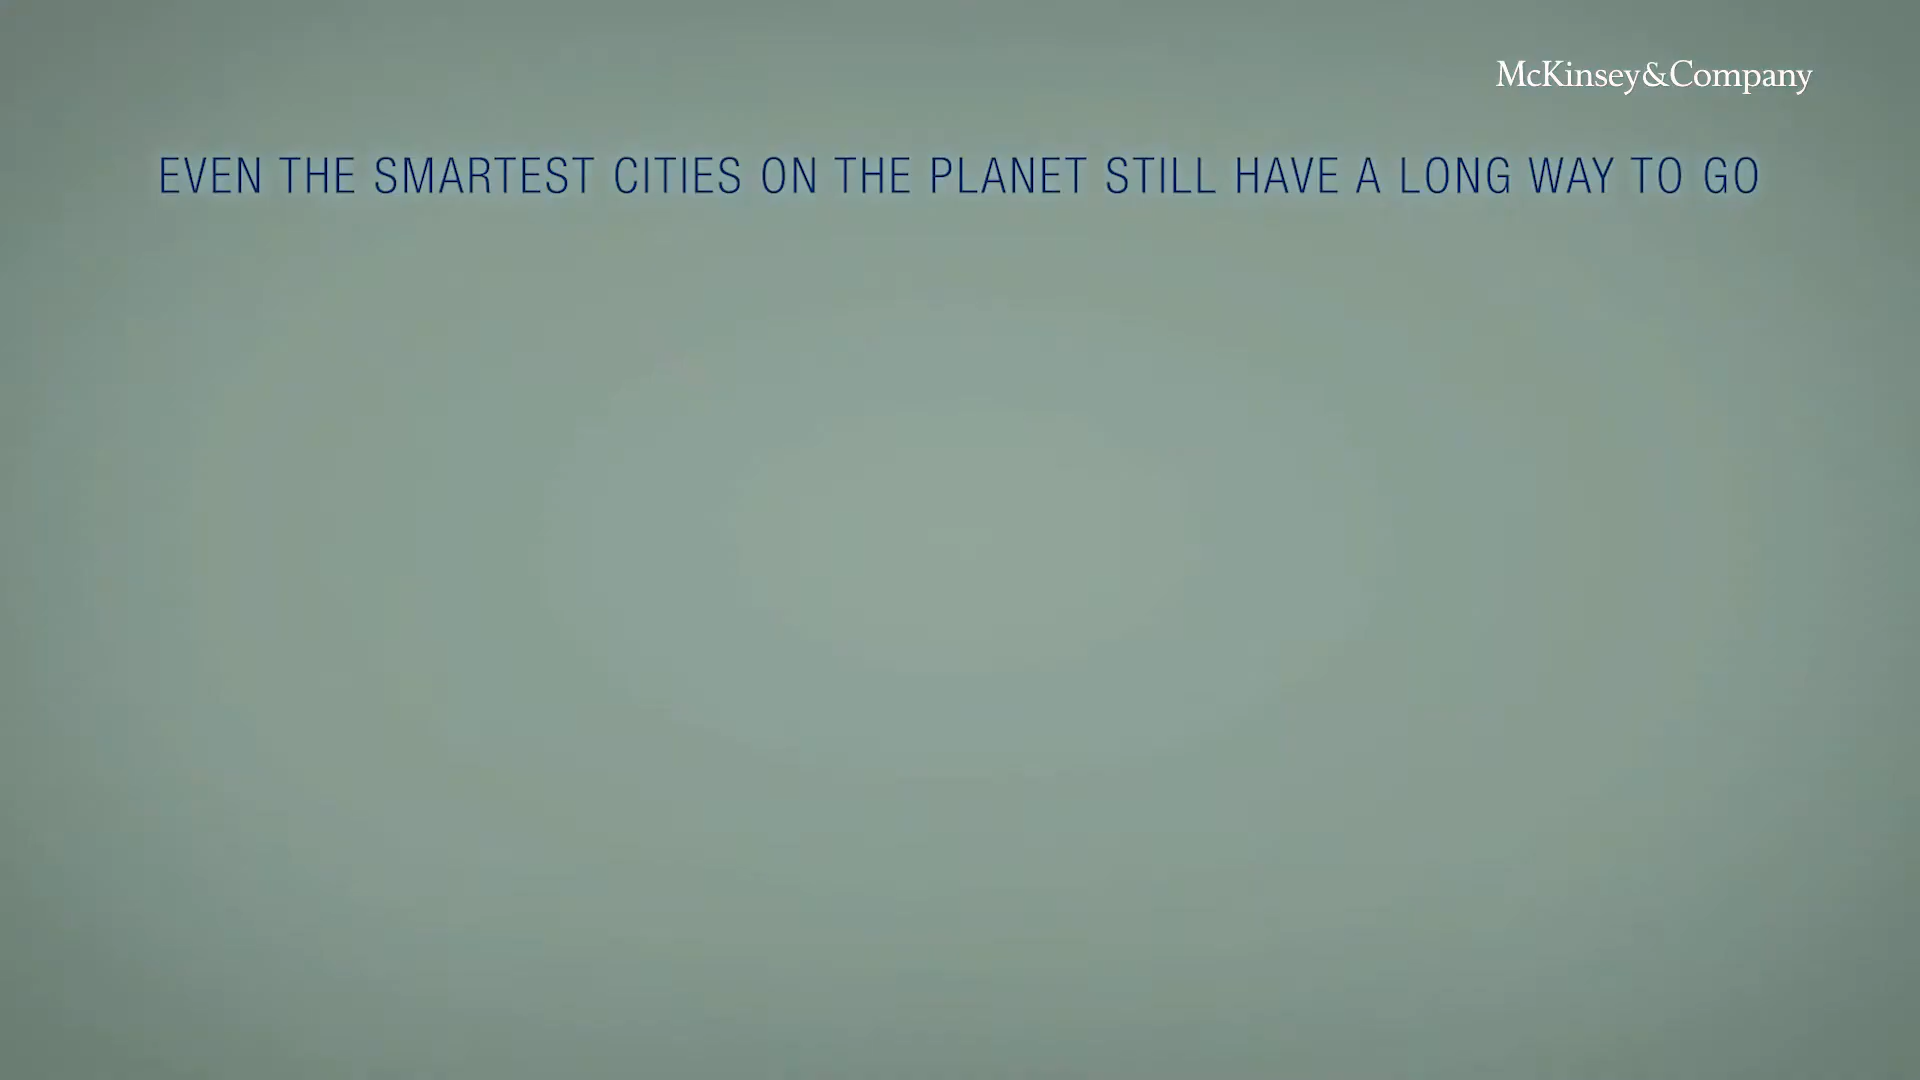 McKinsey&Company
EVEN THE SMARTEST CITIES ON THE PLANET STILL HAVE A LONG WAY TO GO